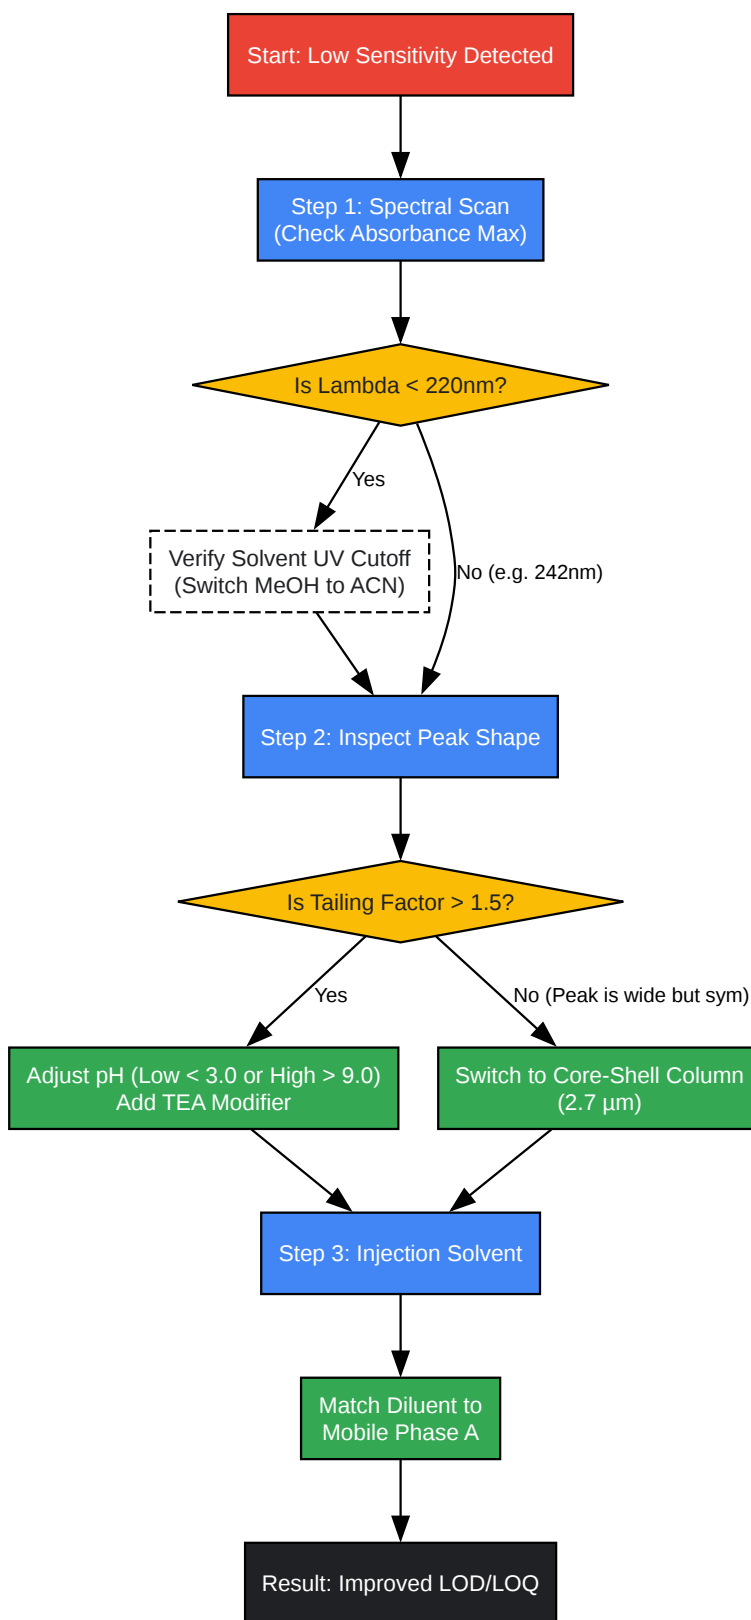 Start: Low Sensitivity Detected
Step 1: Spectral Scan
(Check Absorbance Max)
Is Lambda < 220nm?
Yes
Verify Solvent UV Cutoff
(Switch MeOH to ACN)
No (e.g. 242nm)
Step 2: Inspect Peak Shape
Is Tailing Factor > 1.5?
Yes
No (Peak is wide but sym)
Adjust pH (Low < 3.0 or High > 9.0)
Add TEA Modifier
Switch to Core-Shell Column
(2.7 µm)
Step 3: Injection Solvent
Match Diluent to
Mobile Phase A
Result: Improved LOD/LOQ